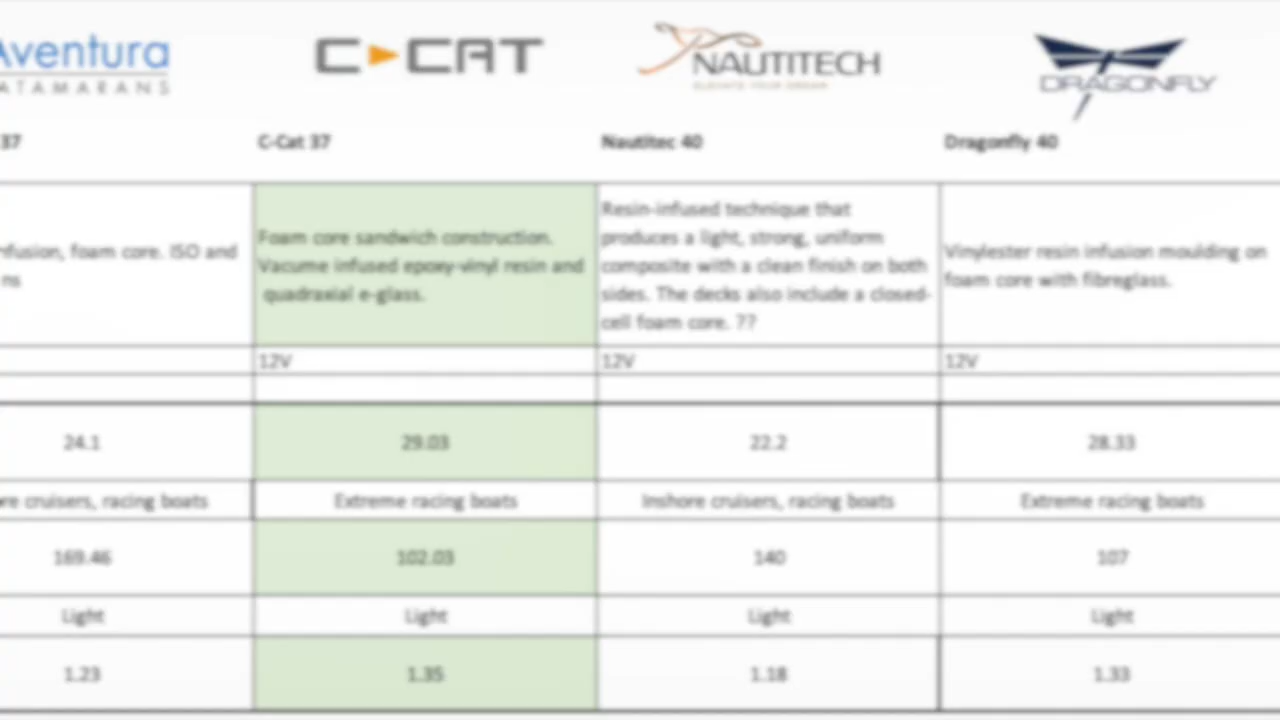 Aventura
ATAMARANS
C CAT
NAUTITECH
ELEVATE YOUR DREAM
DRAGONFLY
37
C-Cat 37
Nautitec 40
Dragonfly 40
nfusion, foam core. ISO and
ns
Foam core sandwich construction.
Vacume infused epoxy-vinyl resin and
quadraxial e-glass.
Resin-infused technique that
produces a light, strong, uniform
composite with a clean finish on both
sides. The decks also include a closed-
cell foam core. ??
Vinylester resin infusion moulding on
foam core with fibreglass.
12V
12V
12V
24.1
29.03
22.2
28.33
re cruisers, racing boats
Extreme racing boats
Inshore cruisers, racing boats
Extreme racing boats
169.46
102.03
140
107
Light
Light
Light
Light
1.23
1.35
1.18
1.33